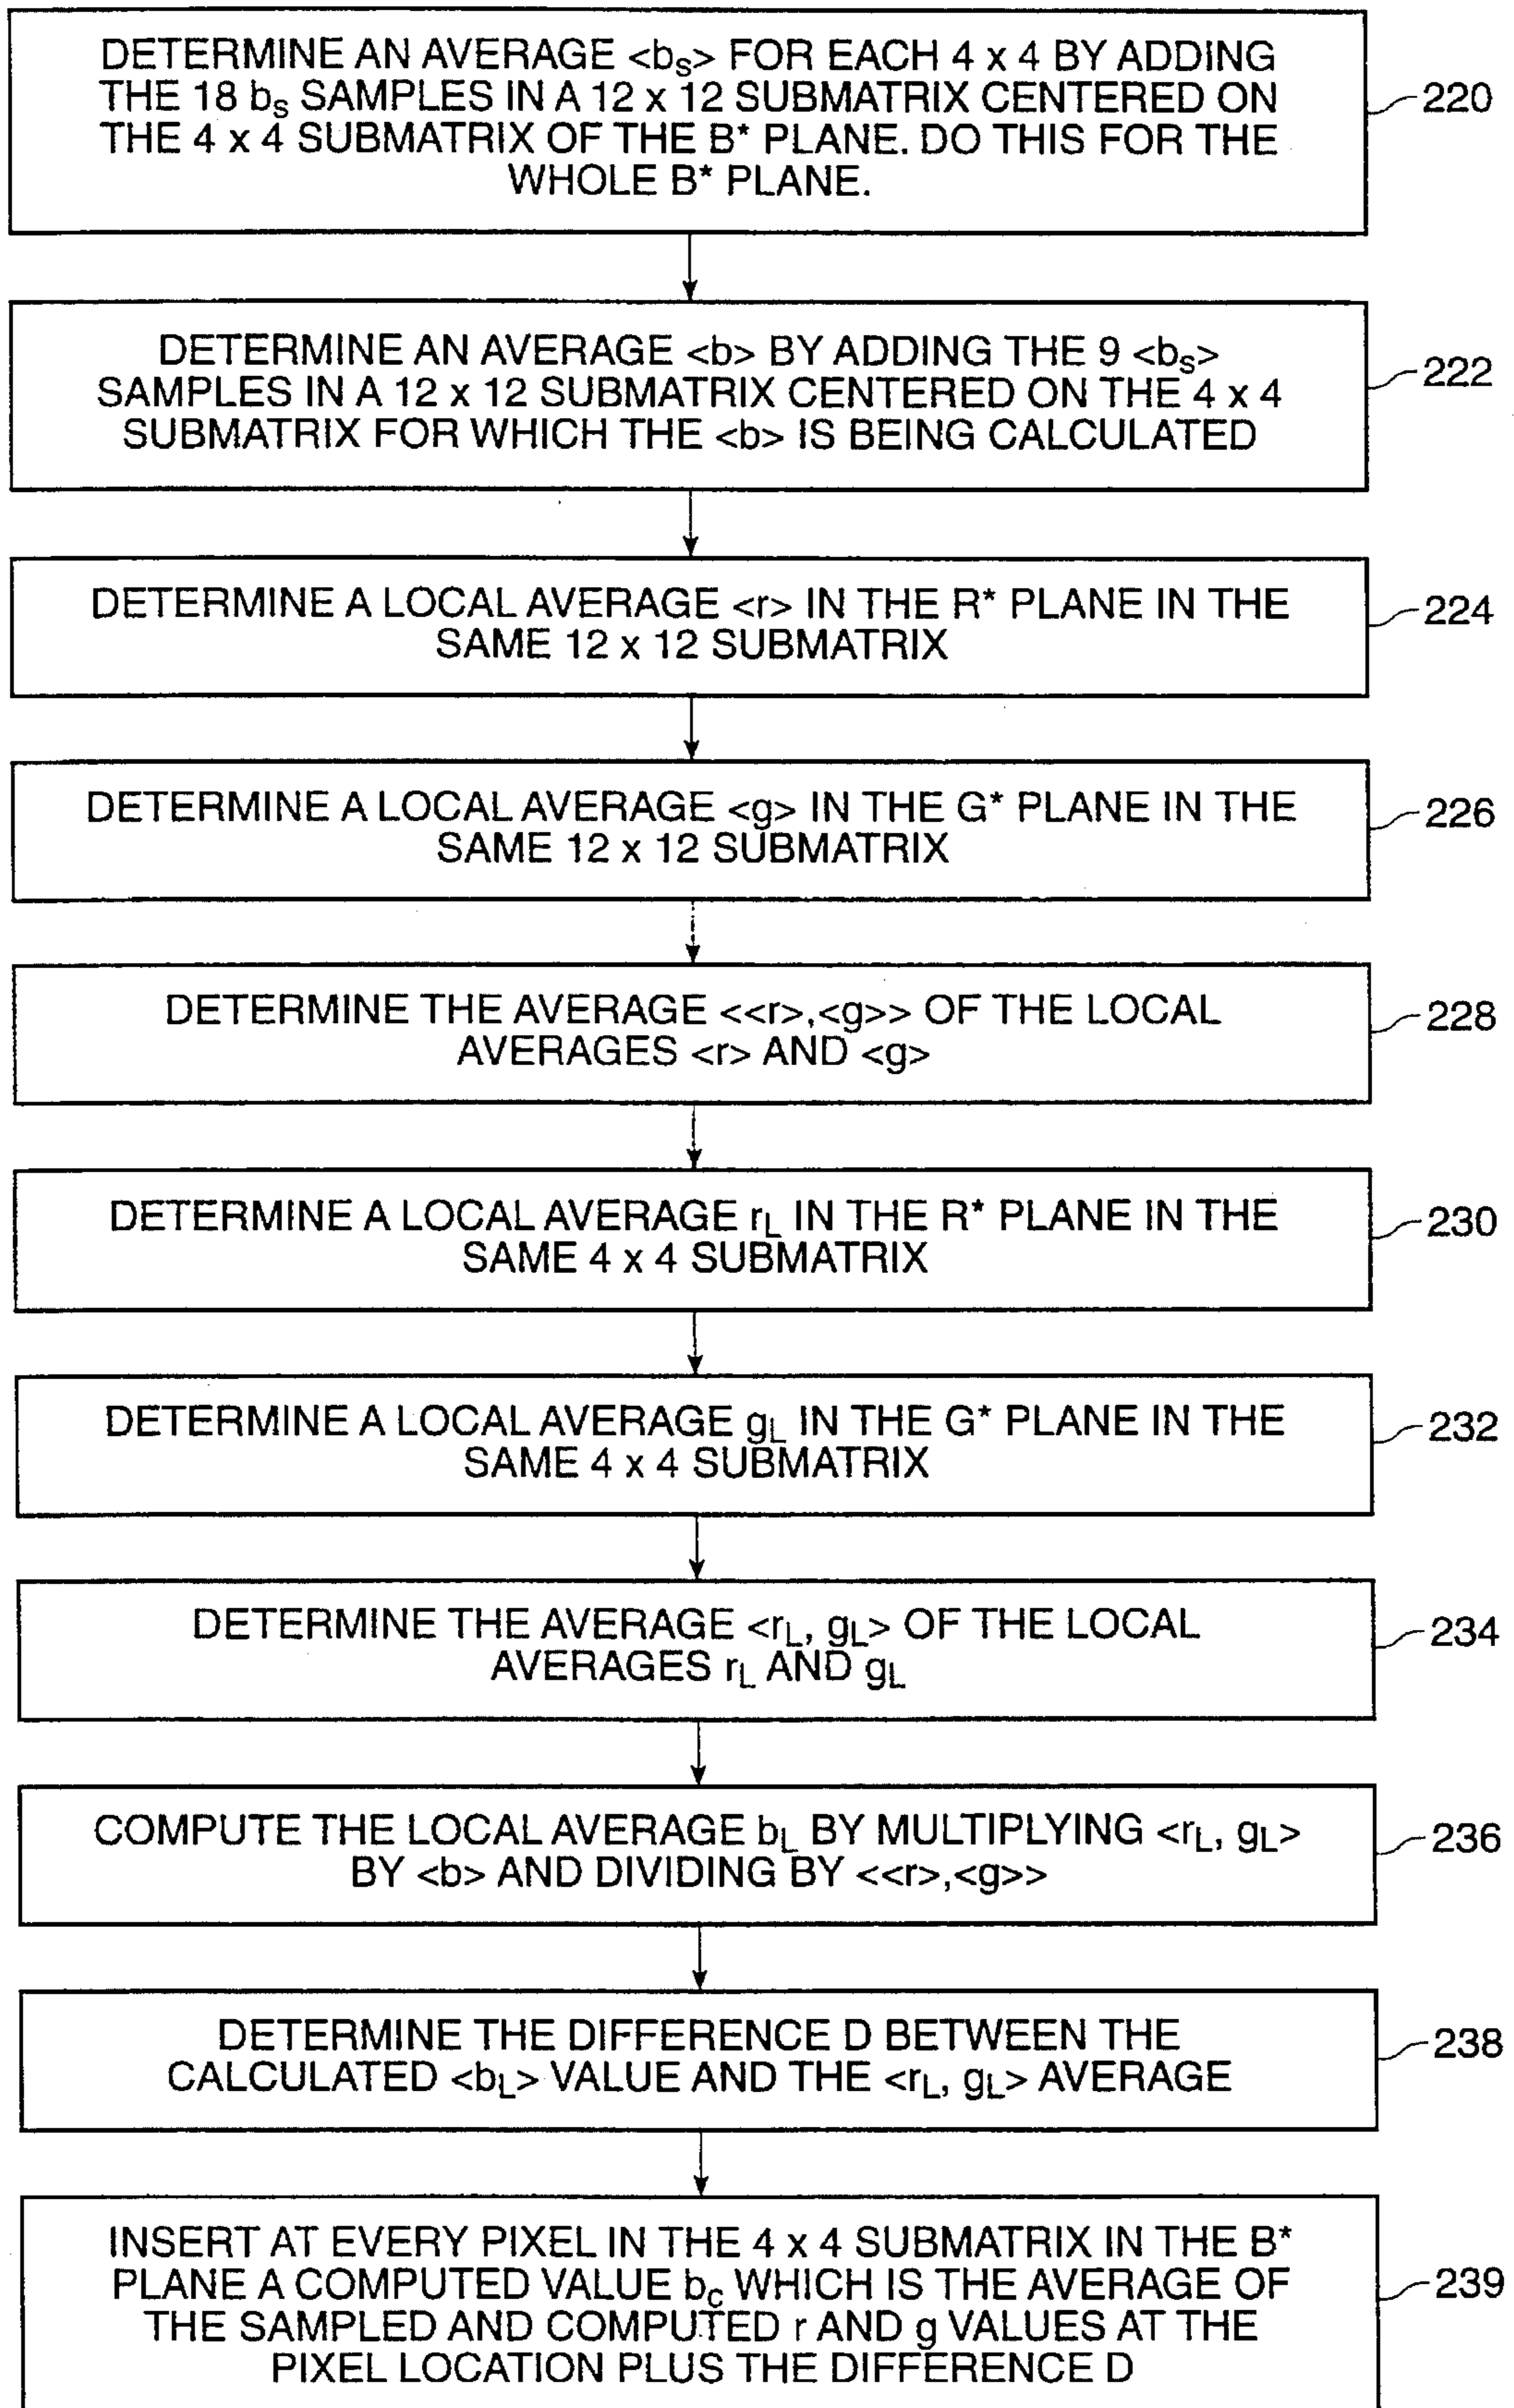 DETERMINE AN AVERAGE <bs> FOR EACH 4 x 4 BY ADDING
THE 18 bs SAMPLES IN A 12 x 12 SUBMATRIX CENTERED ON
THE 4 x 4 SUBMATRIX OF THE B* PLANE. DO THIS FOR THE
WHOLE B* PLANE.
220
DETERMINE AN AVERAGE <b> BY ADDING THE 9 <bs>
SAMPLES IN A 12 x 12 SUBMATRIX CENTERED ON THE 4 x 4
SUBMATRIX FOR WHICH THE <b> IS BEING CALCULATED
222
DETERMINE A LOCAL AVERAGE <r> IN THE R* PLANE IN THE
SAME 12 x 12 SUBMATRIX
224
DETERMINE A LOCAL AVERAGE <g> IN THE G* PLANE IN THE
SAME 12 x 12 SUBMATRIX
226
DETERMINE THE AVERAGE <<r>,<g>> OF THE LOCAL
AVERAGES <r> AND <g>
228
DETERMINE A LOCAL AVERAGE rL IN THE R* PLANE IN THE
SAME 4 x 4 SUBMATRIX
230
DETERMINE A LOCAL AVERAGE gL IN THE G* PLANE IN THE
SAME 4 x 4 SUBMATRIX
232
DETERMINE THE AVERAGE <rL, gL> OF THE LOCAL
AVERAGES rL AND gL
234
COMPUTE THE LOCAL AVERAGE bL BY MULTIPLYING <rL, gL>
BY <b> AND DIVIDING BY <<r>,<g>>
236
DETERMINE THE DIFFERENCE D BETWEEN THE
CALCULATED <bL> VALUE AND THE <rL, gL> AVERAGE
238
INSERT AT EVERY PIXEL IN THE 4 x 4 SUBMATRIX IN THE B*
PLANE A COMPUTED VALUE bc WHICH IS THE AVERAGE OF
THE SAMPLED AND COMPUTED r AND g VALUES AT THE
PIXEL LOCATION PLUS THE DIFFERENCE D
239